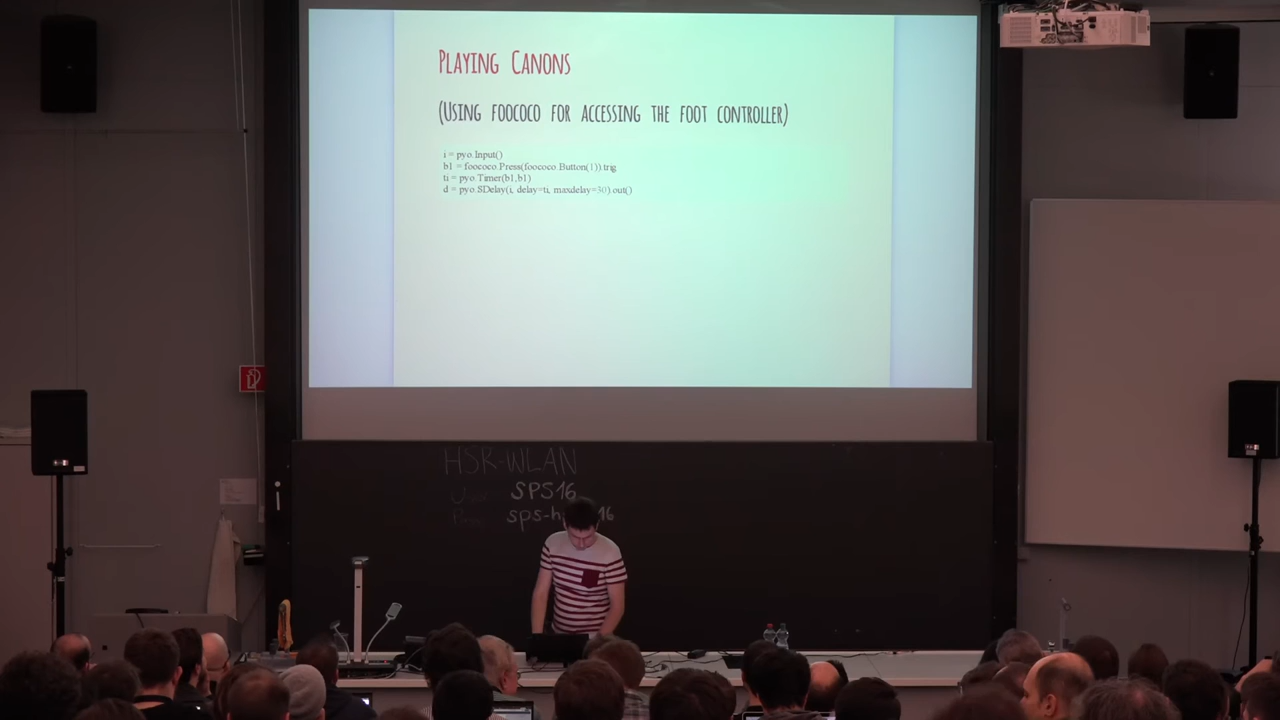 PLAYING CANONS
(USING FOOCOCO FOR ACCESSING THE FOOT CONTROLLER)
i = pyo.Input()
b1 = foococo.Press(foococo.Button(1)).trig
ti = pyo.Timer(b1,b1)
d = pyo.SDelay(i, delay=ti, maxdelay=30).out()
HSR-WLAN
SPS16